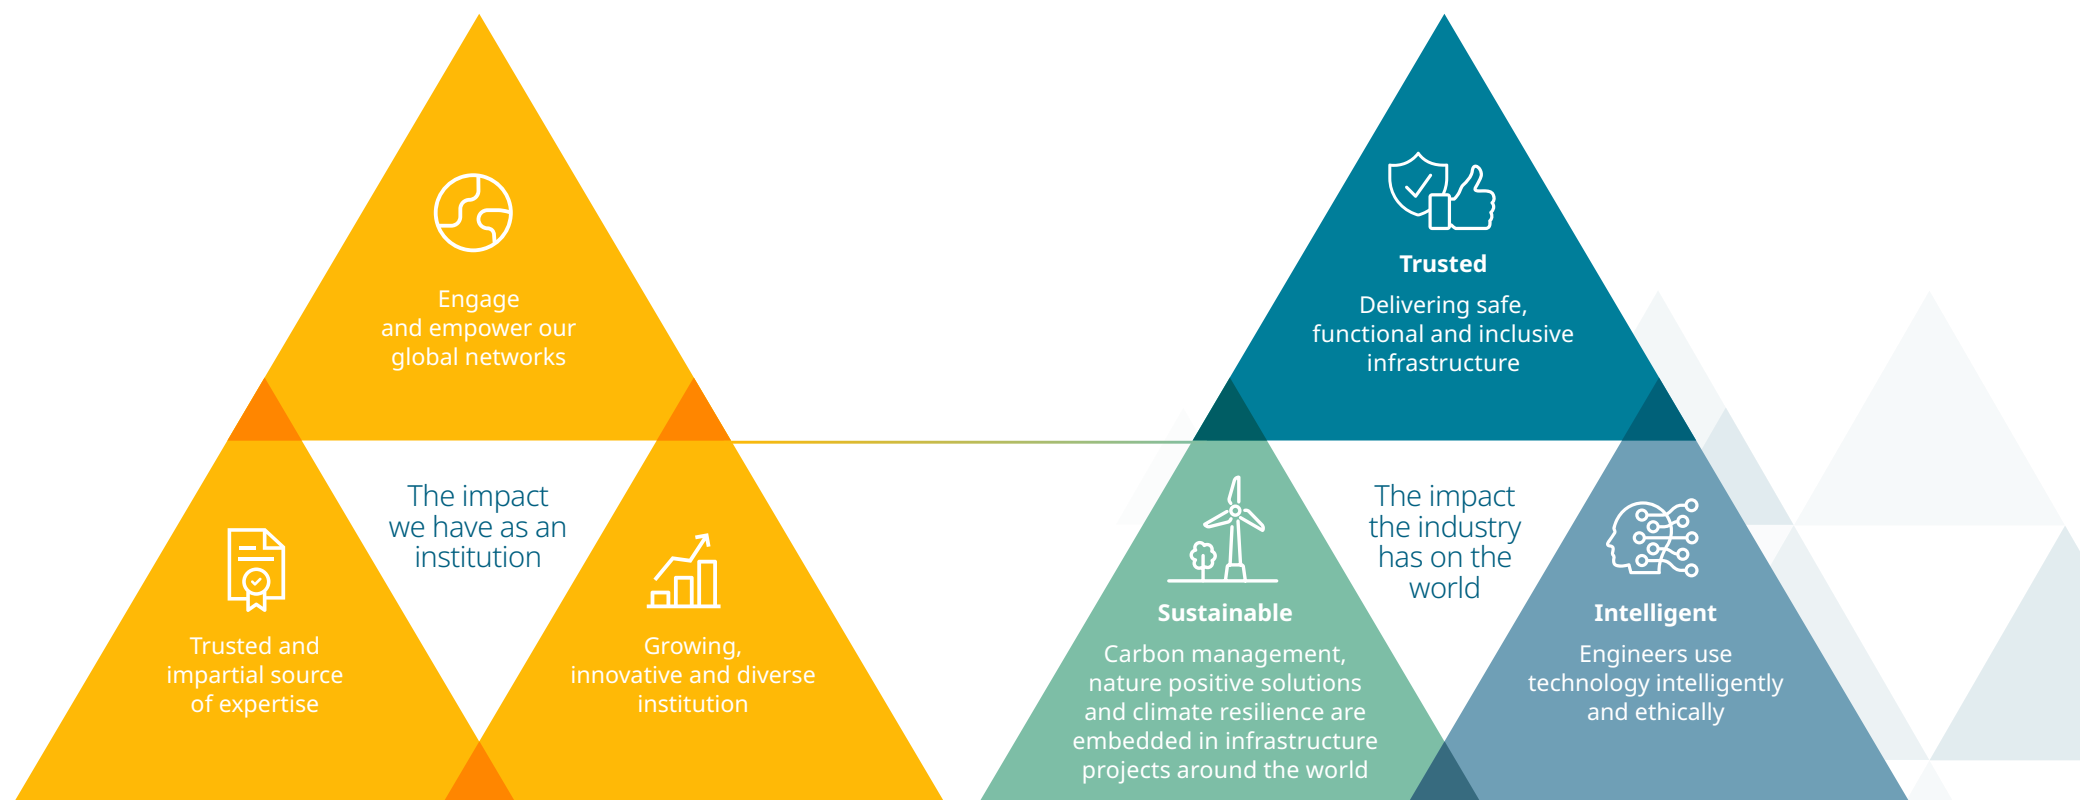 Engage
and empower our
global networks
The impact
we have as an
institution
Trusted and
impartial source
of expertise
Growing,
innovative and diverse
institution
Trusted
Delivering safe,
functional and inclusive
infrastructure
The impact
the industry
has on the
world
Sustainable
Carbon management,
nature positive solutions
and climate resilience are
embedded in infrastructure
projects around the world
Intelligent
Engineers use
technology intelligently
and ethically